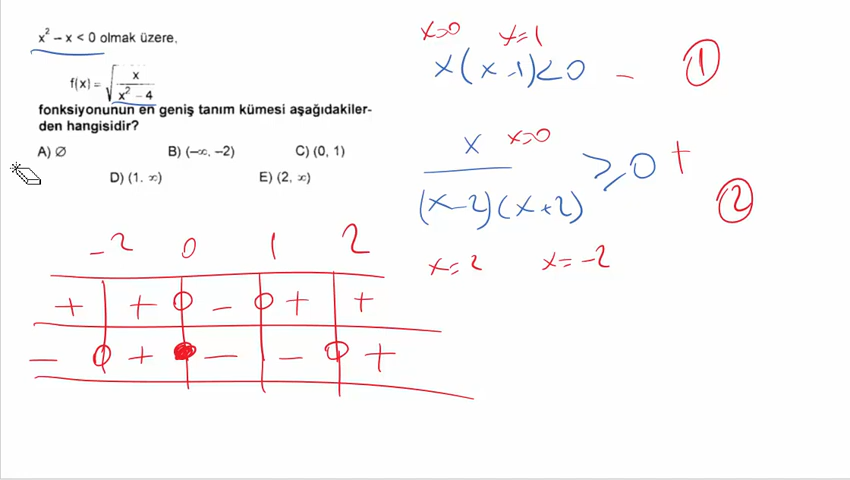 x² – x < 0 olmak üzere,
f(x) = √(x / (x² – 4))
fonksiyonunun en geniş tanım kümesi aşağıdakiler-
den hangisidir?
A) ∅ B) (–∞, –2) C) (0, 1)
D) (1, ∞) E) (2, ∞)
x=0 x=1
x(x-1)<0 - 1
x x=0
(x-2)(x+2) ≥0 + 2
x=2 x=-2
-2 0 1 2
+ + 0 - 0 + +
- 0 + ● - - 0 +